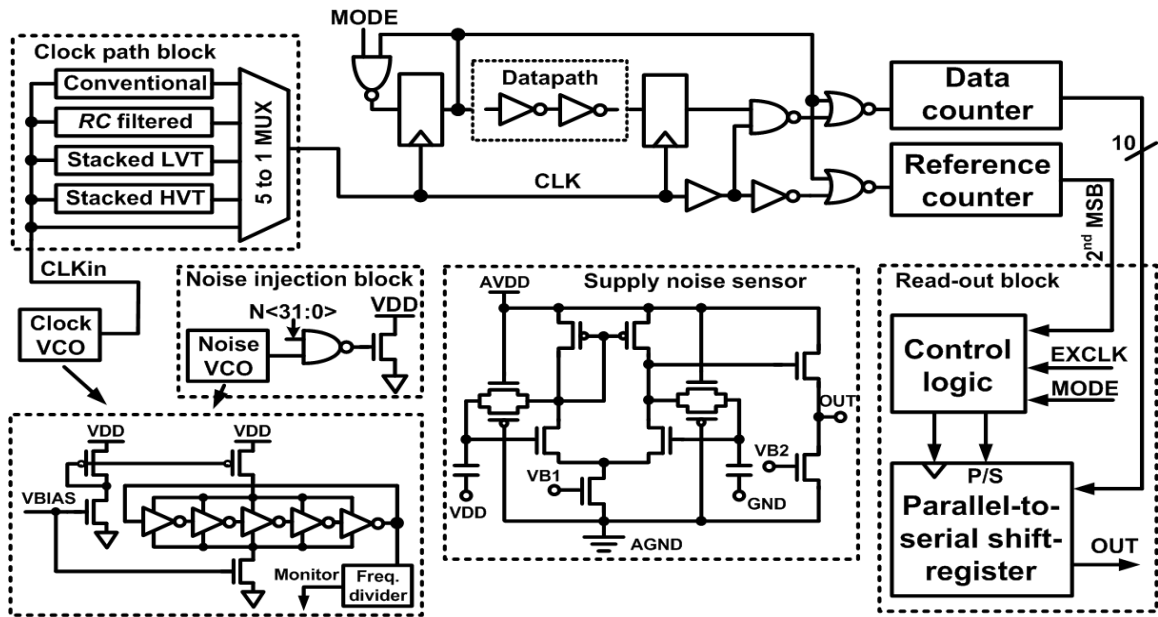 MODE
Clock path block
Conventional
RC filtered
Stacked LVT
Stacked HVT
5 to 1 MUX
Datapath
CLK
Data
counter
Reference
counter
10
2nd MSB
CLKin
Clock
VCO
Noise injection block
N<31:0>
VDD
Noise
VCO
Supply noise sensor
AVDD
OUT
VB1
VB2
VDD
GND
AGND
Read-out block
Control
logic
EXCLK
MODE
P/S
Parallel-to-
serial shift-
register
OUT
VDD
VDD
VBIAS
Monitor
Freq.
divider